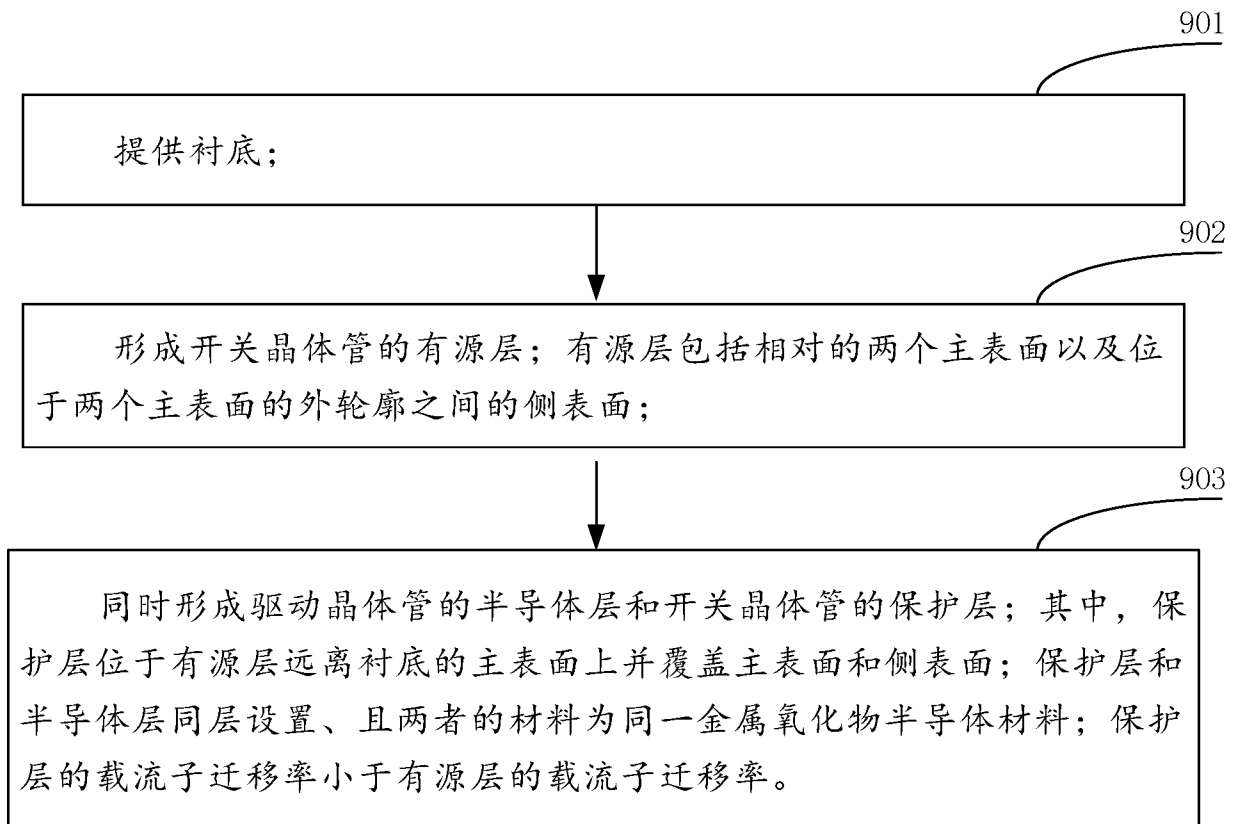 901
提供衬底；
902
形成开关晶体管的有源层；有源层包括相对的两个主表面以及位
于两个主表面的外轮廓之间的侧表面；
903
同时形成驱动晶体管的半导体层和开关晶体管的保护层；其中，保
护层位于有源层远离衬底的主表面上并覆盖主表面和侧表面；保护层和
半导体层同层设置、且两者的材料为同一金属氧化物半导体材料；保护
层的载流子迁移率小于有源层的载流子迁移率。